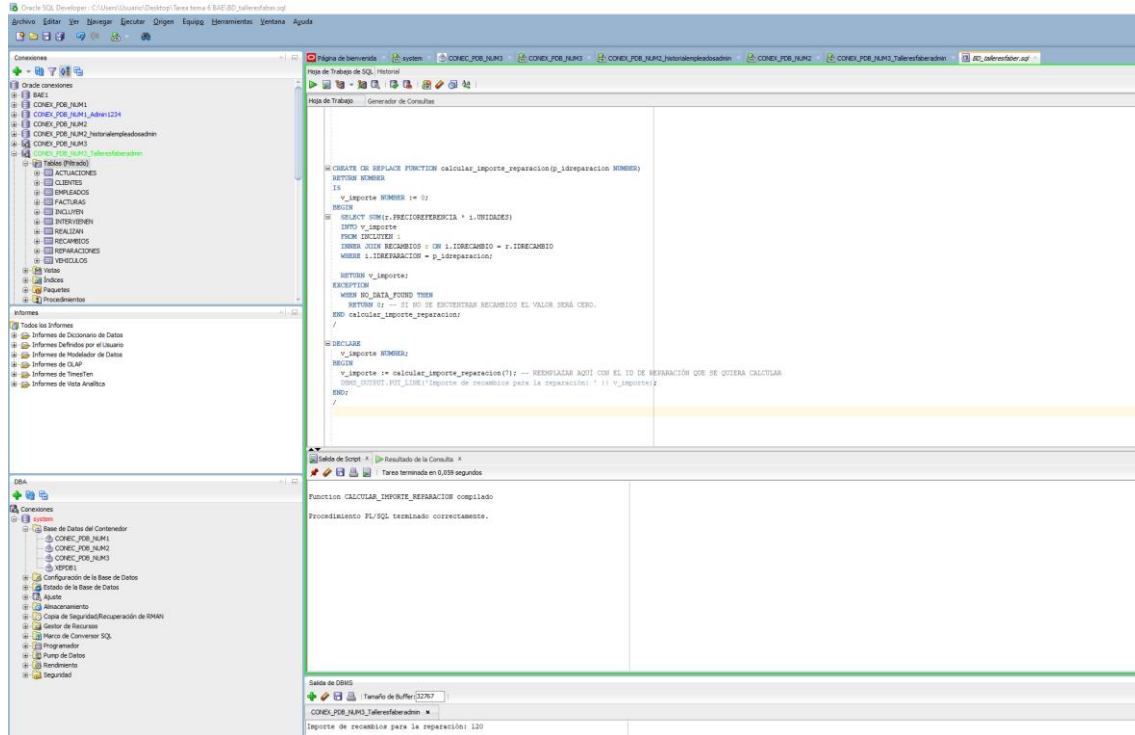 Oracle SQL Developer : C:\Users\Usuario\Desktop\Tarea tema 6 BAE\BD_talleresfaber.sql
Archivo Editar Ver Navegar Ejecutar Origen Equipo Herramientas Ventana Ayuda
Conexiones
Oracle conexiones
BAE1
CONEX_PDB_NUM1
CONEX_PDB_NUM1_Admin1234
CONEX_PDB_NUM2
CONEX_PDB_NUM2_historialempleadosadmin
CONEX_PDB_NUM3
CONEX_PDB_NUM3_Talleresfaberadmin
Tablas (Filtrado)
ACTUACIONES
CLIENTES
EMPLEADOS
FACTURAS
INCLUYEN
INTERVIENEN
REALIZAN
RECAMBIOS
REPARACIONES
VEHICULOS
Vistas
Índices
Paquetes
Procedimientos
Informes
Todos los Informes
Informes de Diccionario de Datos
Informes Definidos por el Usuario
Informes de Modelador de Datos
Informes de OLAP
Informes de TimesTen
Informes de Vista Analítica
DBA
Conexiones
system
Base de Datos del Contenedor
CONEC_PDB_NUM1
CONEC_PDB_NUM2
CONEC_PDB_NUM3
XEPDB1
Configuración de la Base de Datos
Estado de la Base de Datos
Ajuste
Almacenamiento
Copia de Seguridad/Recuperación de RMAN
Gestor de Recursos
Marco de Conversor SQL
Programador
Pump de Datos
Rendimiento
Seguridad
Página de bienvenida system CONEC_PDB_NUM3 CONEX_PDB_NUM3 CONEX_PDB_NUM2_historialempleadosadmin CONEX_PDB_NUM2 CONEX_PDB_NUM3_Talleresfaberadmin BD_talleresfaber.sql
Hoja de Trabajo de SQL Historial
Hoja de Trabajo Generador de Consultas
CREATE OR REPLACE FUNCTION calcular_importe_reparacion(p_idreparacion NUMBER)
RETURN NUMBER
IS
v_importe NUMBER := 0;
BEGIN
SELECT SUM(r.PRECIOREFERENCIA * i.UNIDADES)
INTO v_importe
FROM INCLUYEN i
INNER JOIN RECAMBIOS r ON i.IDRECAMBIO = r.IDRECAMBIO
WHERE i.IDREPARACION = p_idreparacion;
RETURN v_importe;
EXCEPTION
WHEN NO_DATA_FOUND THEN
RETURN 0; -- SI NO SE ENCUENTRAN RECAMBIOS EL VALOR SERÁ CERO.
END calcular_importe_reparacion;
/
DECLARE
v_importe NUMBER;
BEGIN
v_importe := calcular_importe_reparacion(7); -- REEMPLAZAR AQUÍ CON EL ID DE REPARACIÓN QUE SE QUIERA CALCULAR
DBMS_OUTPUT.PUT_LINE('Importe de recambios para la reparación: ' || v_importe);
END;
/
Salida de Script Resultado de la Consulta
Tarea terminada en 0,059 segundos
Function CALCULAR_IMPORTE_REPARACION compilado
Procedimiento PL/SQL terminado correctamente.
Salida de DBMS
Tamaño de Buffer: 32767
CONEX_PDB_NUM3_Talleresfaberadmin
Importe de recambios para la reparación: 120